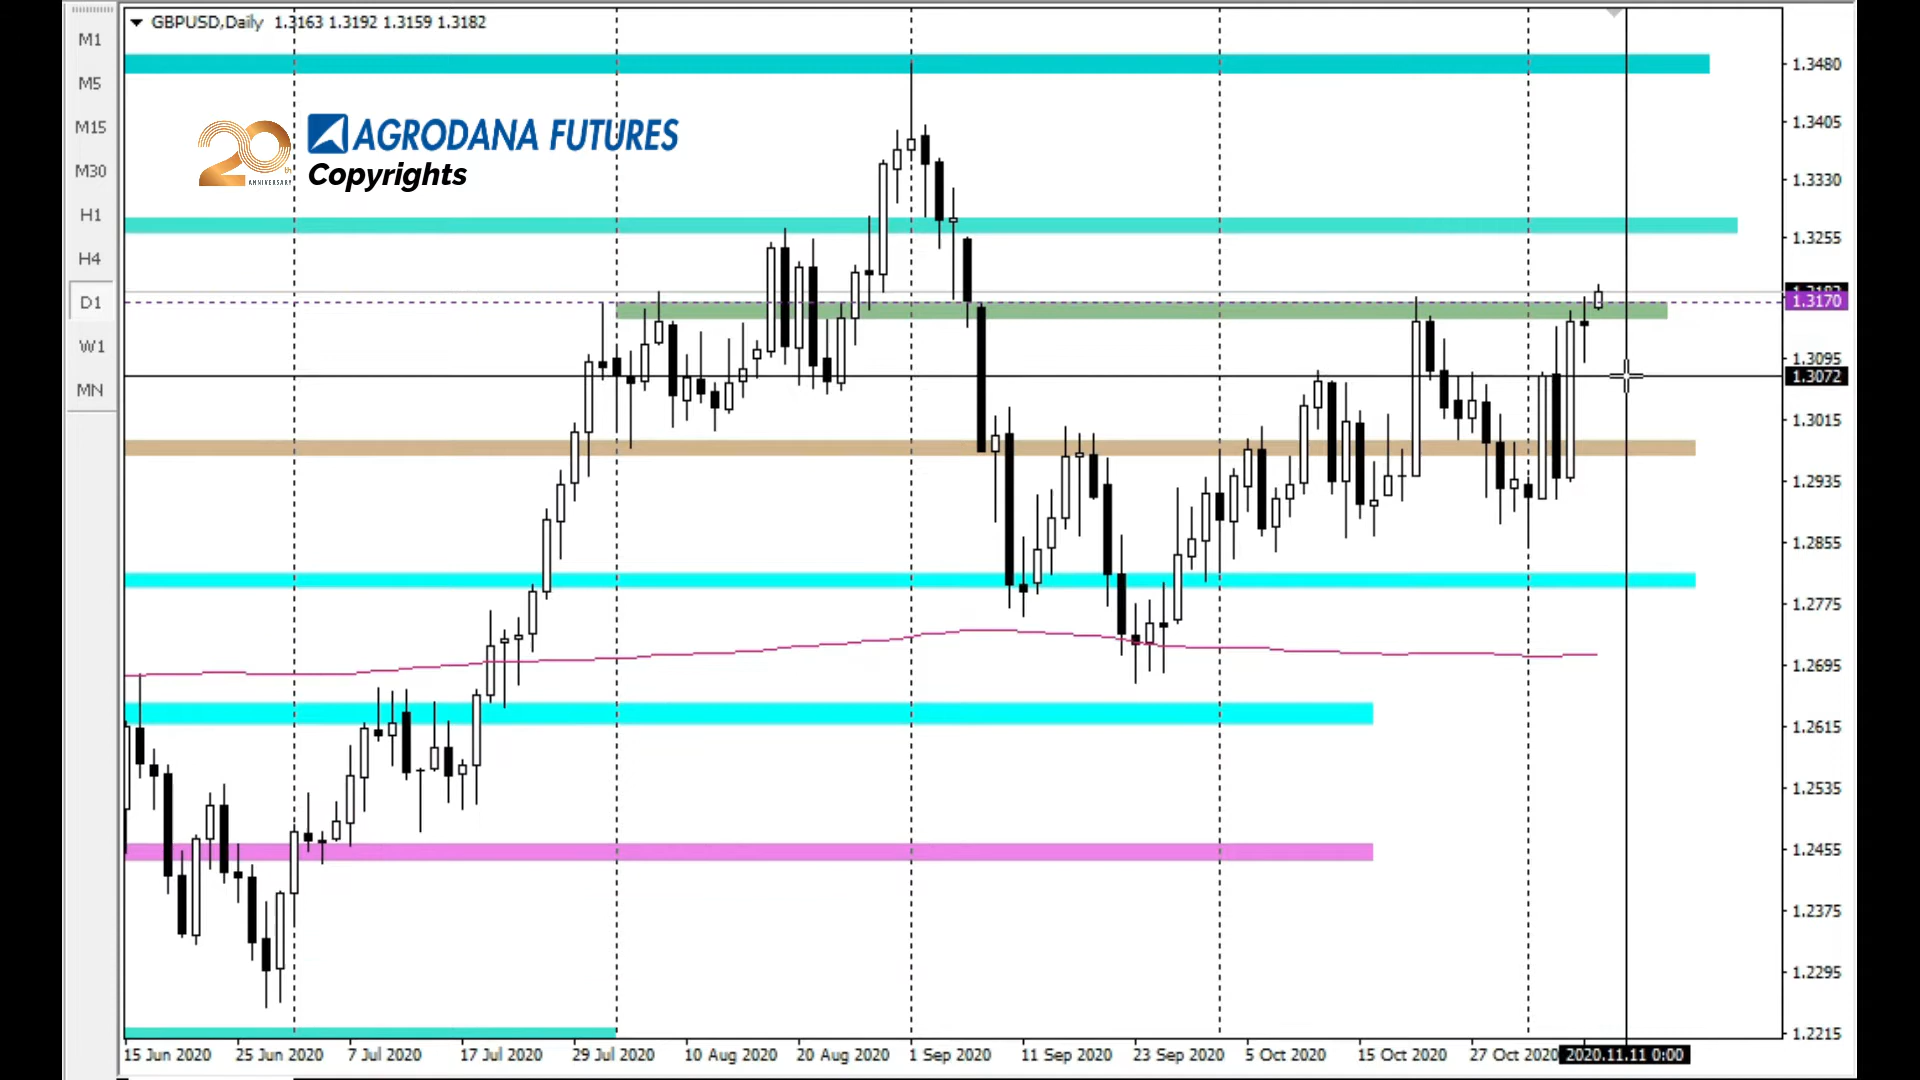 GBPUSD,Daily 1.3163 1.3192 1.3159 1.3182
M1
M5
M15
M30
H1
H4
D1
W1
MN
20th
ANNIVERSARY
AGRODANA FUTURES
Copyrights
1.3480
1.3405
1.3330
1.3255
1.3170
1.3095
1.3072
1.3015
1.2935
1.2855
1.2775
1.2695
1.2615
1.2535
1.2455
1.2375
1.2295
1.2215
15 Jun 2020 25 Jun 2020 7 Jul 2020 17 Jul 2020 29 Jul 2020 10 Aug 2020 20 Aug 2020 1 Sep 2020 11 Sep 2020 23 Sep 2020 5 Oct 2020 15 Oct 2020 27 Oct 2020 2020.11.11 0:00